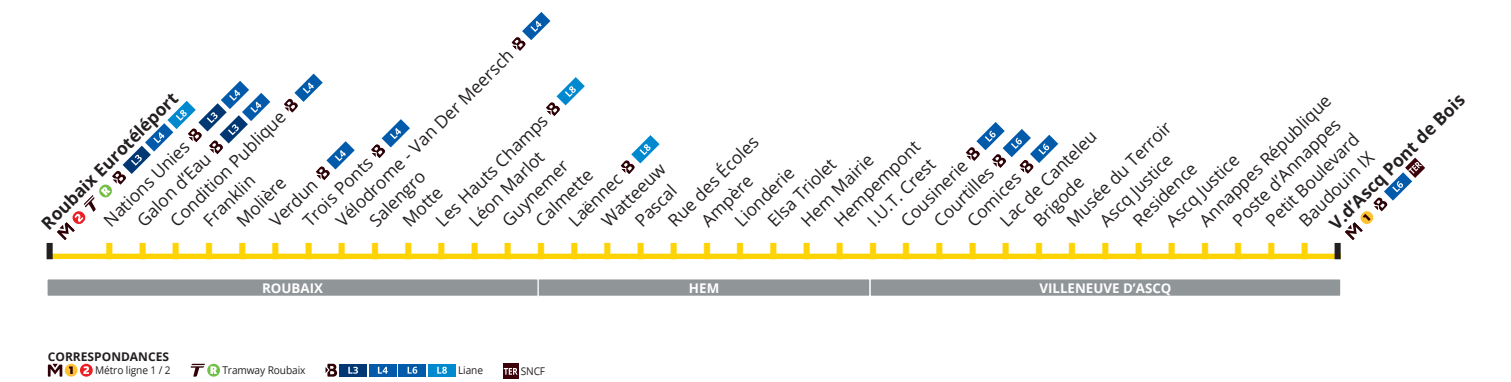 Roubaix Eurotéléport
M 2 T R B L3 L4 L8
Nations Unies B L3 L4
Galon d'Eau B L3 L4
Condition Publique B L4
Franklin
Molière
Verdun B L4
Trois Ponts B L4
Vélodrome - Van Der Meersch B L4
Salengro
Motte
Les Hauts Champs B L8
Léon Marlot
Guynemer
Calmette
Laënnec B L8
Watteeuw
Pascal
Rue des Écoles
Ampère
Lionderie
Elsa Triolet
Hem Mairie
Hempempont
I.U.T. Crest
Cousinerie B L6
Courtilles B L6
Comices B L6
Lac de Canteleu
Brigode
Musée du Terroir
Ascq Justice
Residence
Ascq Justice
Annappes République
Poste d'Annappes
Petit Boulevard
Baudouin IX
V.d'Ascq Pont de Bois
M 1 B L6 TER
ROUBAIX HEM VILLENEUVE D'ASCQ
CORRESPONDANCES
M 1 2 Métro ligne 1 / 2 T R Tramway Roubaix B L3 L4 L6 L8 Liane TER SNCF